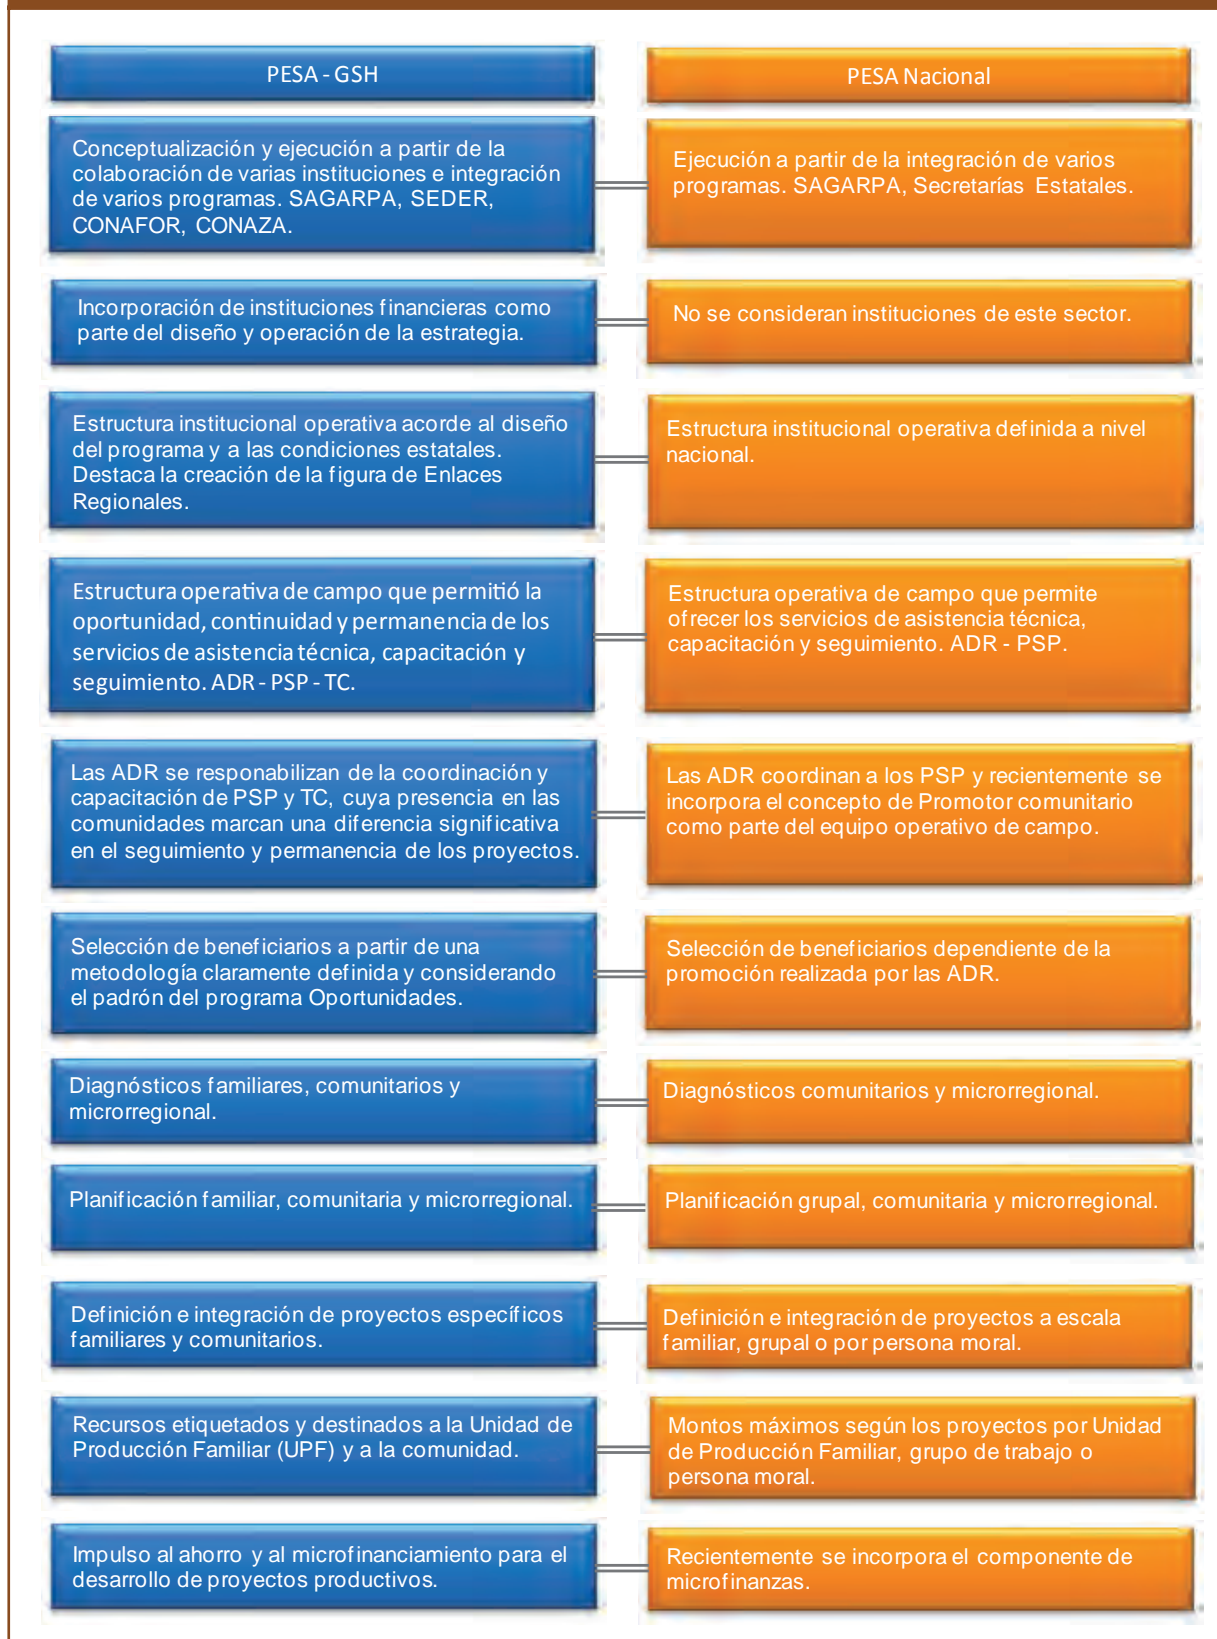 PESA - GSH
PESA Nacional
Conceptualización y ejecución a partir de la
colaboración de varias instituciones e integración
de varios programas. SAGARPA, SEDER,
CONAFOR, CONAZA.
Ejecución a partir de la integración de varios
programas. SAGARPA, Secretarías Estatales.
Incorporación de instituciones financieras como
parte del diseño y operación de la estrategia.
No se consideran instituciones de este sector.
Estructura institucional operativa acorde al diseño
del programa y a las condiciones estatales.
Destaca la creación de la figura de Enlaces
Regionales.
Estructura institucional operativa definida a nivel
nacional.
Estructura operativa de campo que permitió la
oportunidad, continuidad y permanencia de los
servicios de asistencia técnica, capacitación y
seguimiento. ADR - PSP - TC.
Estructura operativa de campo que permite
ofrecer los servicios de asistencia técnica,
capacitación y seguimiento. ADR - PSP.
Las ADR se responabilizan de la coordinación y
capacitación de PSP y TC, cuya presencia en las
comunidades marcan una diferencia significativa
en el seguimiento y permanencia de los proyectos.
Las ADR coordinan a los PSP y recientemente se
incorpora el concepto de Promotor comunitario
como parte del equipo operativo de campo.
Selección de beneficiarios a partir de una
metodología claramente definida y considerando
el padrón del programa Oportunidades.
Selección de beneficiarios dependiente de la
promoción realizada por las ADR.
Diagnósticos familiares, comunitarios y
microrregional.
Diagnósticos comunitarios y microrregional.
Planificación familiar, comunitaria y microrregional.
Planificación grupal, comunitaria y microrregional.
Definición e integración de proyectos específicos
familiares y comunitarios.
Definición e integración de proyectos a escala
familiar, grupal o por persona moral.
Recursos etiquetados y destinados a la Unidad de
Producción Familiar (UPF) y a la comunidad.
Montos máximos según los proyectos por Unidad
de Producción Familiar, grupo de trabajo o
persona moral.
Impulso al ahorro y al microfinanciamiento para el
desarrollo de proyectos productivos.
Recientemente se incorpora el componente de
microfinanzas.